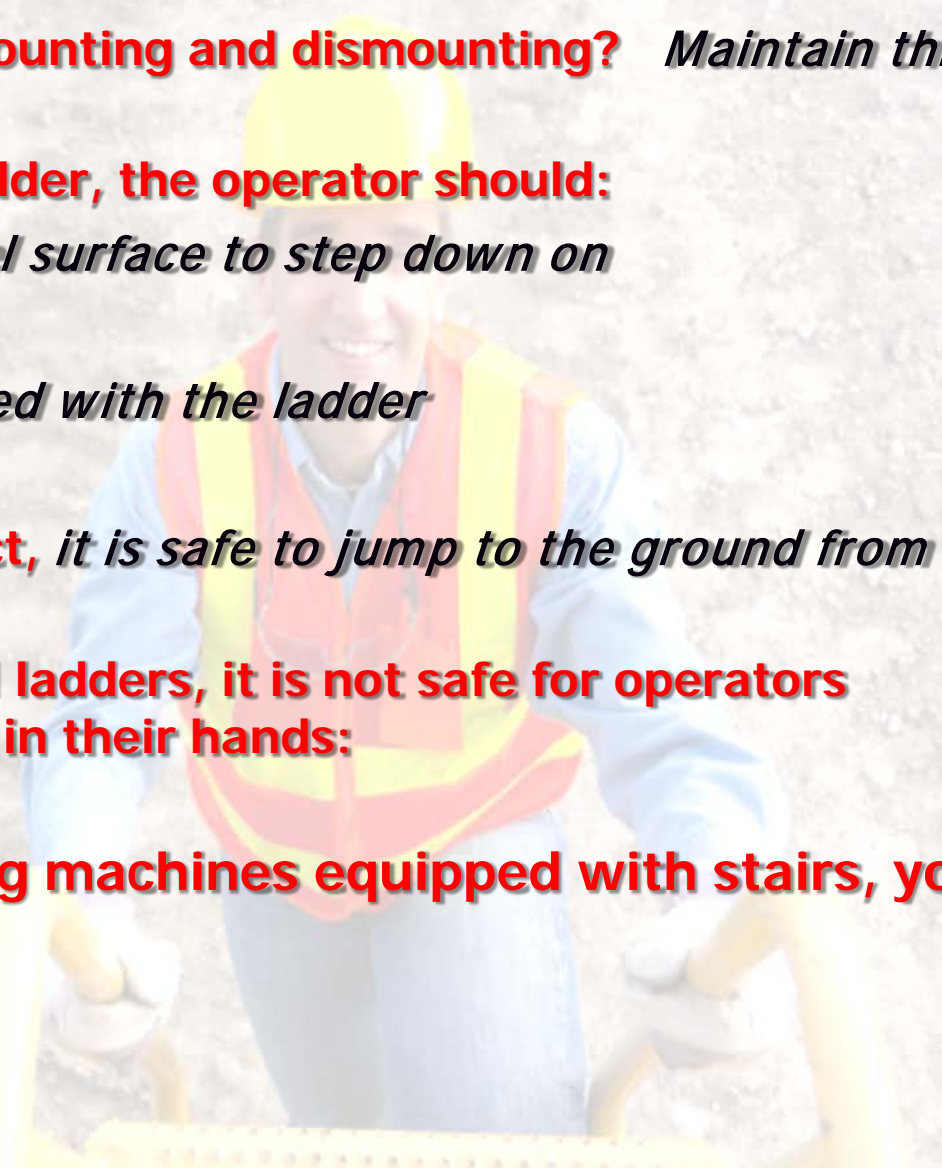 ounting and dismounting? Maintain th
dder, the operator should:
l surface to step down on
ed with the ladder
ct, it is safe to jump to the ground from
ladders, it is not safe for operators
in their hands:
g machines equipped with stairs, yo